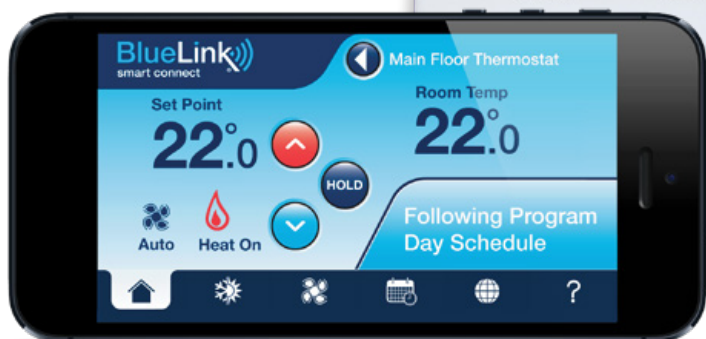 BlueLink
smart connect
Main Floor Thermostat
Set Point
22°.0
Room Temp
22°.0
HOLD
Auto
Heat On
Following Program
Day Schedule
?